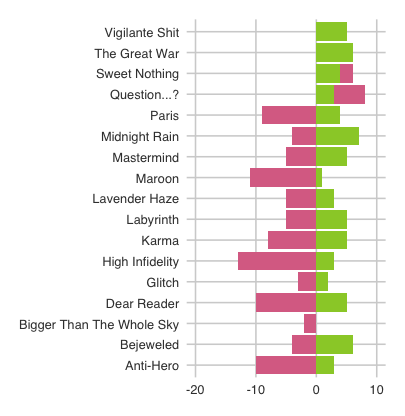 Vigilante Shit
The Great War
Sweet Nothing
Question...?
Paris
Midnight Rain
Mastermind
Maroon
Lavender Haze
Labyrinth
Karma
High Infidelity
Glitch
Dear Reader
Bigger Than The Whole Sky
Bejeweled
Anti-Hero
-20 -10 0 10